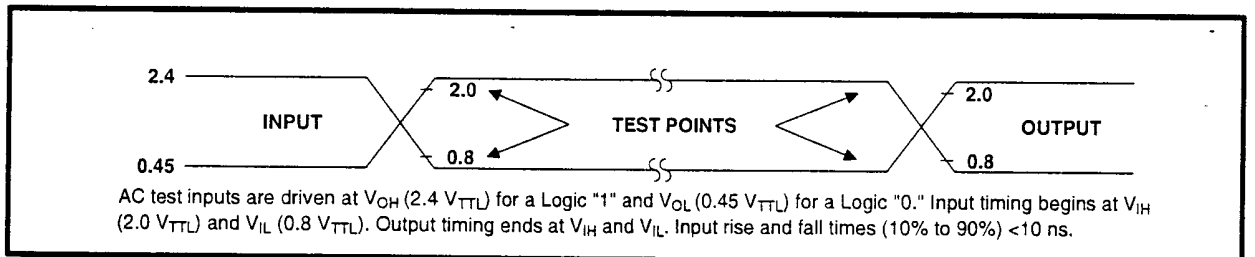 2.4
2.0
2.0
INPUT
TEST POINTS
OUTPUT
0.8
0.8
0.45
AC test inputs are driven at VOH (2.4 VTTL) for a Logic "1" and VOL (0.45 VTTL) for a Logic "0." Input timing begins at VIH
(2.0 VTTL) and VIL (0.8 VTTL). Output timing ends at VIH and VIL. Input rise and fall times (10% to 90%) <10 ns.